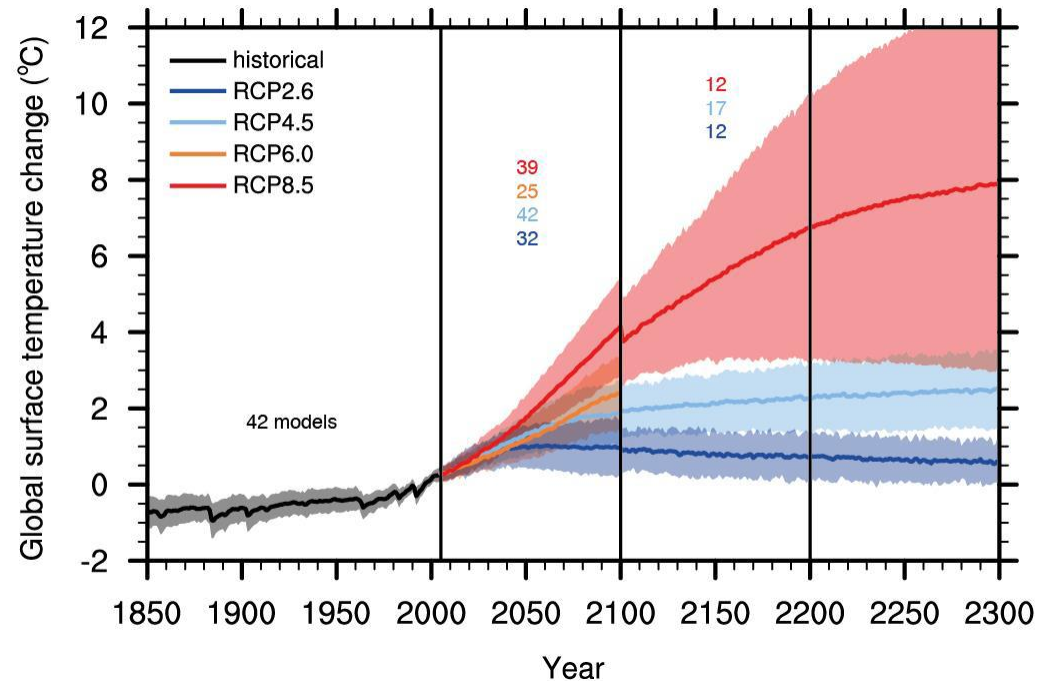 Global surface temperature change (°C)
12
10
8
6
4
2
0
-2
historical
RCP2.6
RCP4.5
RCP6.0
RCP8.5
12
17
12
39
25
42
32
42 models
1850 1900 1950 2000 2050 2100 2150 2200 2250 2300
Year